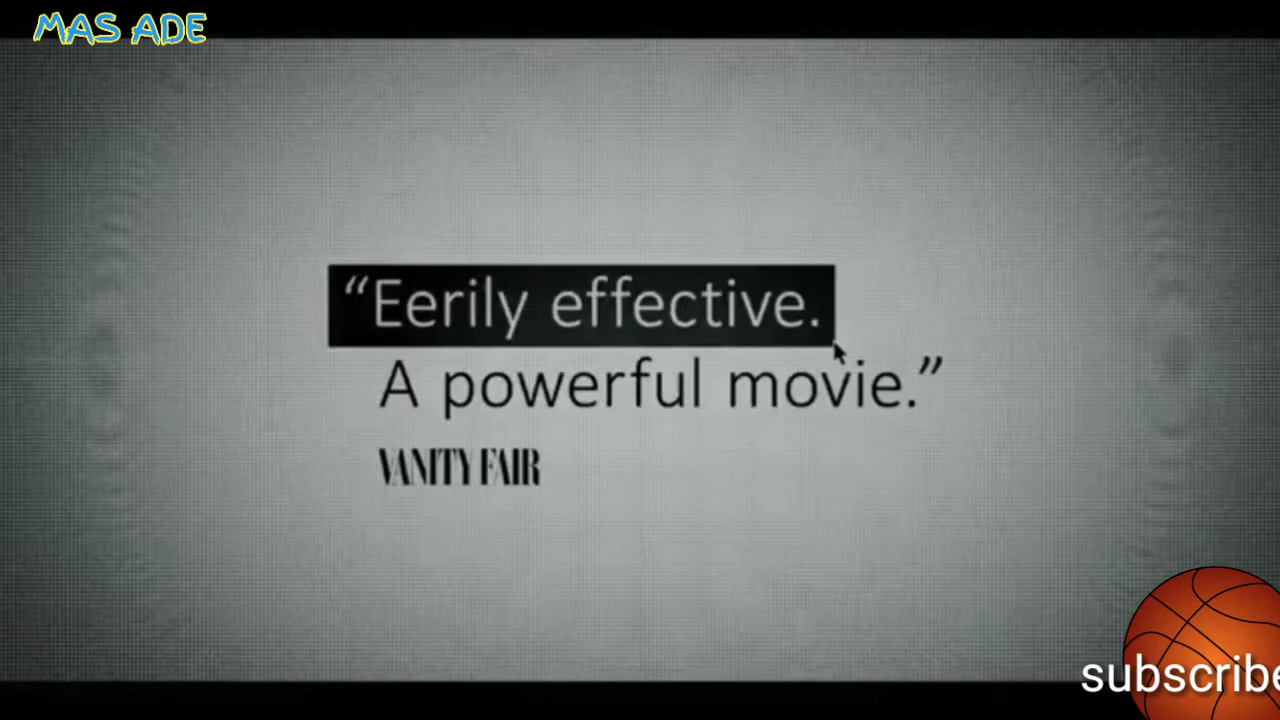 MAS ADE
“Eerily effective.
A powerful movie.”
VANITY FAIR
subscribe